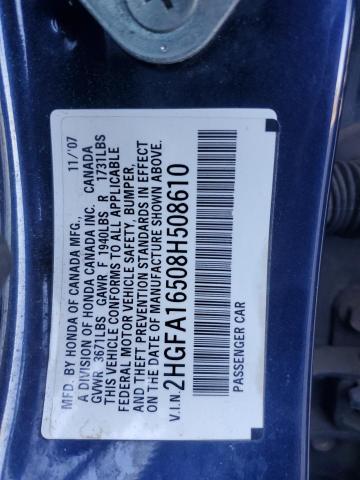 MFD. BY HONDA OF CANADA MFG., 11/'07
A DIVISION OF HONDA CANADA INC. CANADA
GVWR 3671LBS GAWR F 1940LBS R 1731LBS
THIS VEHICLE CONFORMS TO ALL APPLICABLE
FEDERAL MOTOR VEHICLE SAFETY, BUMPER,
AND THEFT PREVENTION STANDARDS IN EFFECT
ON THE DATE OF MANUFACTURE SHOWN ABOVE.
V.I.N. 2HGFA16508H508610
PASSENGER CAR